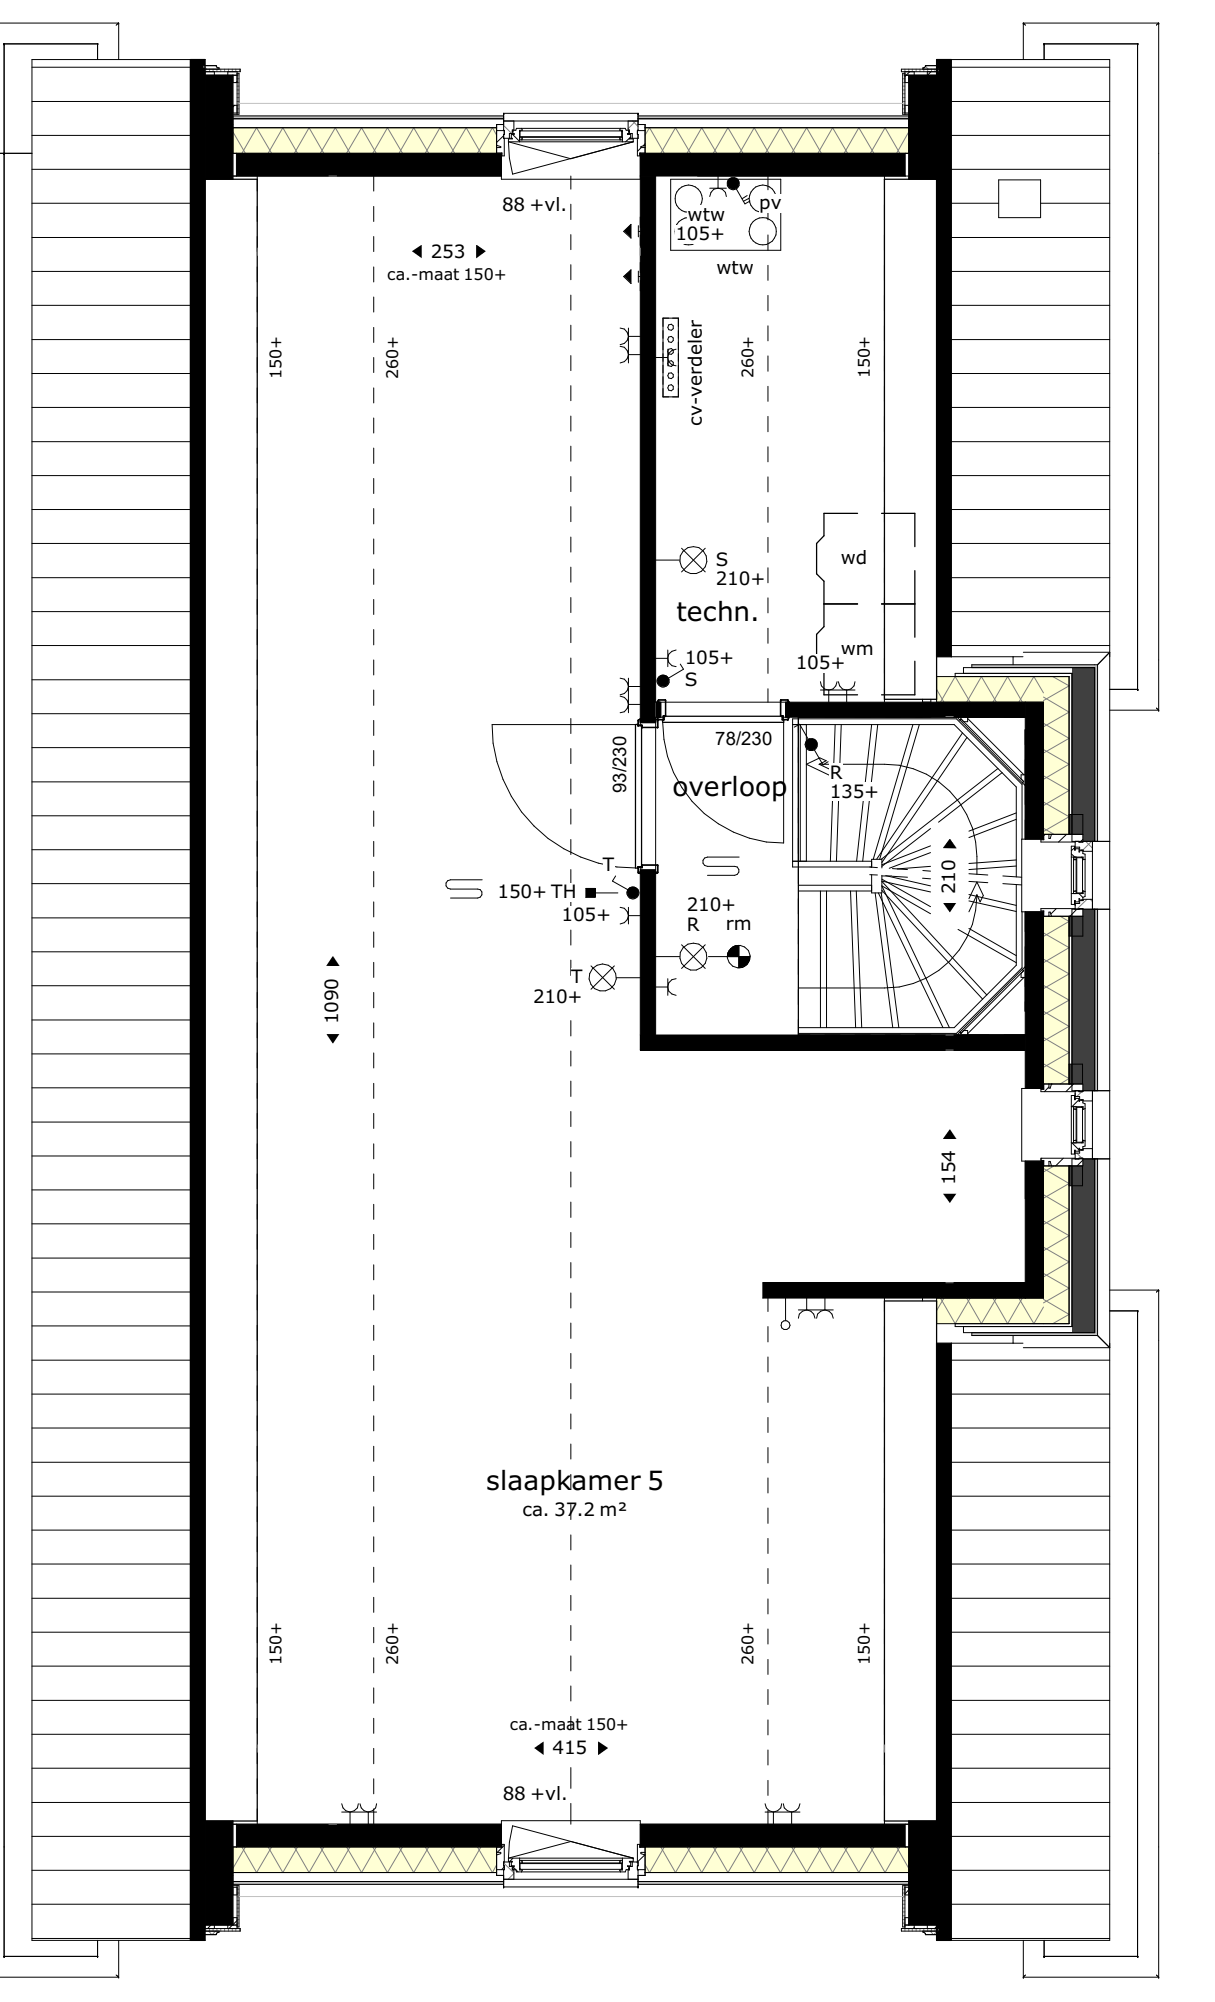 88 +vl.
253
ca.-maat 150+
wtw
105+
pv
wtw
150+
260+
cv-verdeler
260+
150+
wd
S
210+
techn.
wm
105+
S
105+
93/230
78/230
overloop
R
135+
210
T
150+ TH
105+
210+
R
rm
T
210+
1090
154
slaapkamer 5
ca. 37.2 m²
150+
260+
260+
150+
ca.-maat 150+
415
88 +vl.